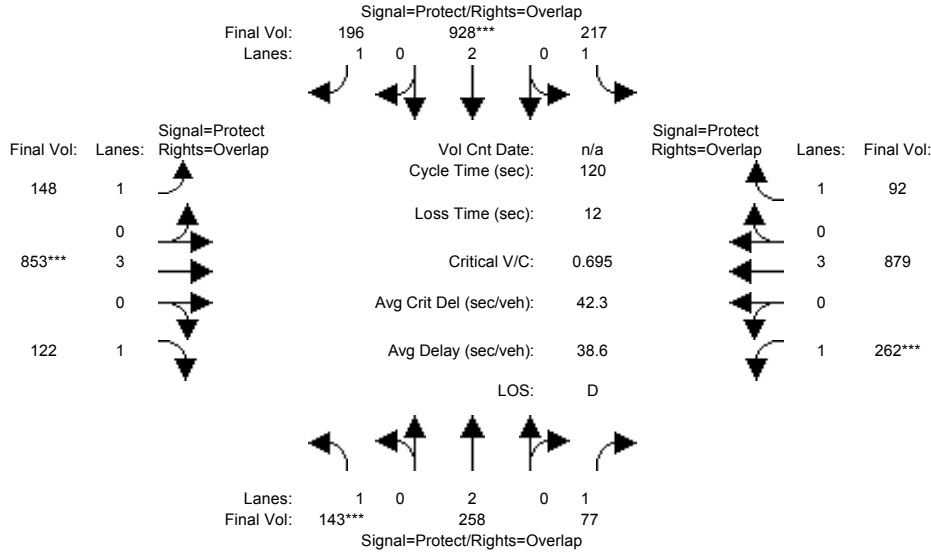 Signal=Protect/Rights=Overlap
Final Vol: 196 928*** 217
Lanes: 1 0 2 0 1
Signal=Protect Signal=Protect
Final Vol: Lanes: Rights=Overlap Vol Cnt Date: n/a Rights=Overlap Lanes: Final Vol:
Cycle Time (sec): 120
148 1 1 92
Loss Time (sec): 12
0 0
853*** 3 Critical V/C: 0.695 3 879
0 Avg Crit Del (sec/veh): 42.3 0
122 1 Avg Delay (sec/veh): 38.6 1 262***
LOS: D
Lanes: 1 0 2 0 1
Final Vol: 143*** 258 77
Signal=Protect/Rights=Overlap